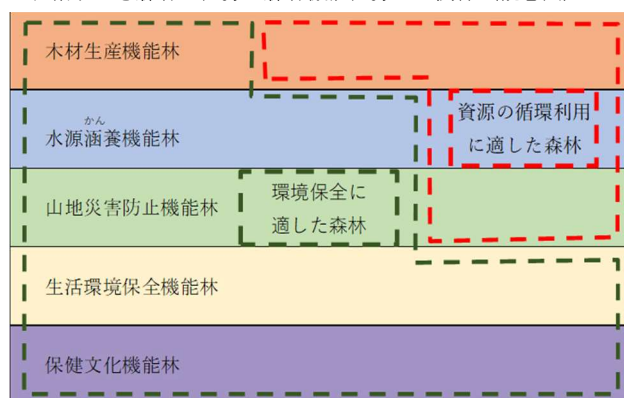 木材生産機能林
資源の循環利用
に適した森林
かん
水源涵養機能林
環境保全に
適した森林
山地災害防止機能林
生活環境保全機能林
保健文化機能林